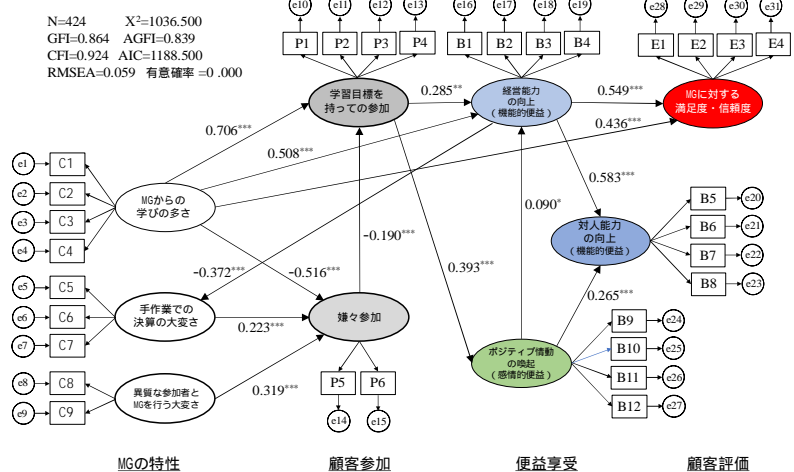 N=424 X²=1036.500
GFI=0.864 AGFI=0.839
CFI=0.924 AIC=1188.500
RMSEA=0.059 有意確率 =0 .000
e10 e11 e12 e13
P1 P2 P3 P4
e16 e17 e18 e19
B1 B2 B3 B4
e28 e29 e30 e31
E1 E2 E3 E4
学習目標を
持っての参加
0.285**
経営能力
の向上
(機能的便益)
0.549***
MGに対する
満足度・信頼度
0.706***
0.508***
0.436***
e1 C1
e2 C2
e3 C3
e4 C4
MGからの
学びの多さ
0.583***
0.090*
-0.190***
対人能力
の向上
(機能的便益)
B5 e20
B6 e21
B7 e22
B8 e23
-0.372***
-0.516***
0.393***
0.265***
e5 C5
e6 C6
e7 C7
手作業での
決算の大変さ
0.223***
嫌々参加
ポジティブ情動
の喚起
(感情的便益)
B9 e24
B10 e25
B11 e26
B12 e27
e8 C8
e9 C9
異質な参加者と
MGを行う大変さ
0.319***
P5 P6
e14 e15
MGの特性 顧客参加 便益享受 顧客評価